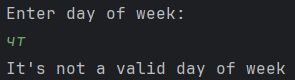 Enter day of week:
чт
It's not a valid day of week